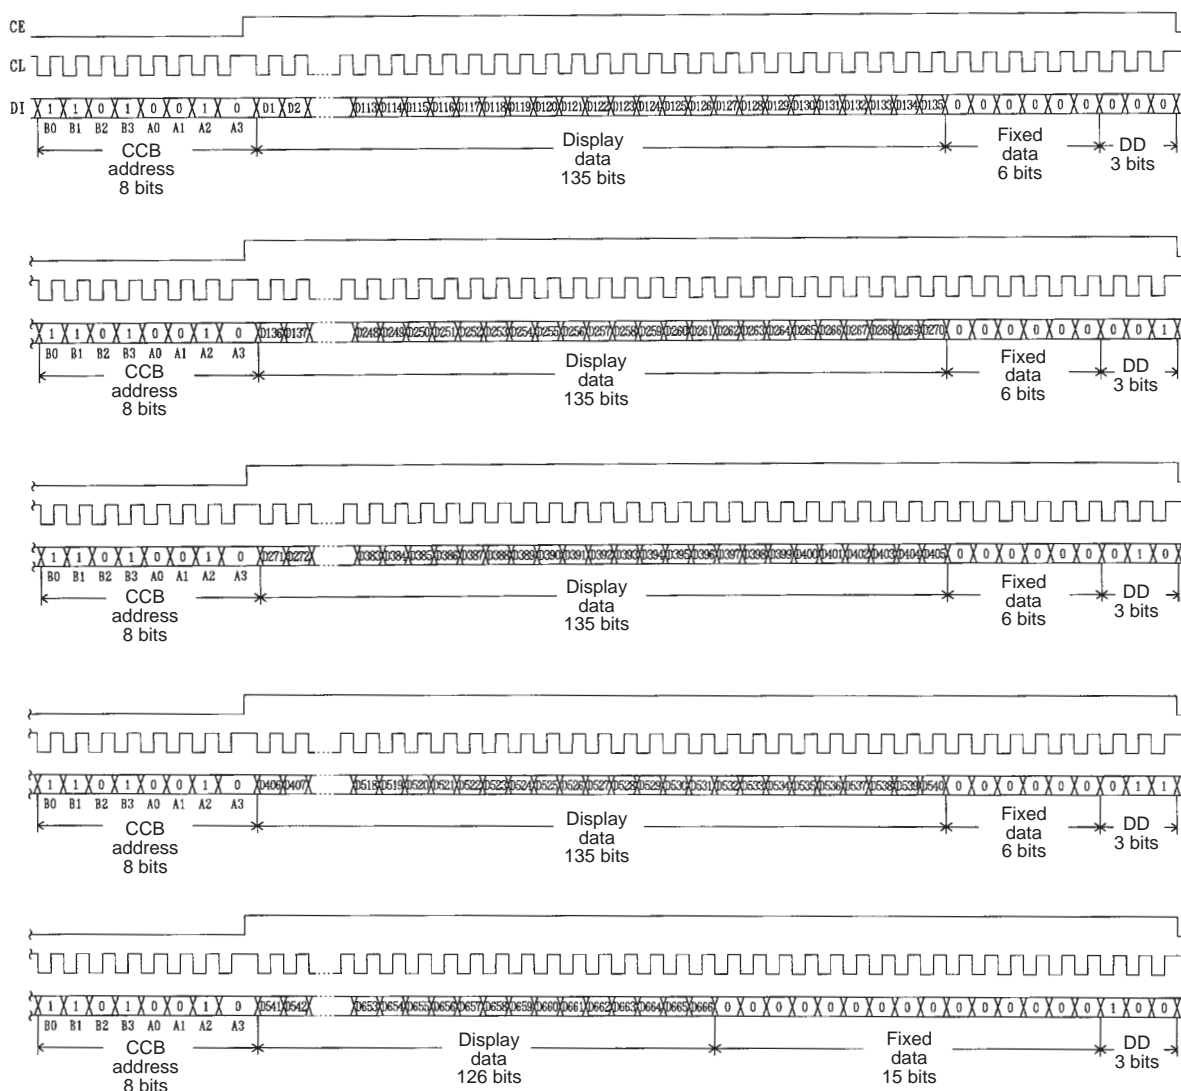 CE
CL
DI 1 1 0 1 0 0 1 0 D1 D2 D113 D114 D115 D116 D117 D118 D119 D120 D121 D122 D123 D124 D125 D126 D127 D128 D129 D130 D131 D132 D133 D134 D135 0 0 0 0 0 0 0 0 0
B0 B1 B2 B3 A0 A1 A2 A3
CCB address 8 bits
Display data 135 bits
Fixed data 6 bits
DD 3 bits
1 1 0 1 0 0 1 0 D136 D137 D248 D249 D250 D251 D252 D253 D254 D255 D256 D257 D258 D259 D260 D261 D262 D263 D264 D265 D266 D267 D268 D269 D270 0 0 0 0 0 0 0 0 1
B0 B1 B2 B3 A0 A1 A2 A3
CCB address 8 bits
Display data 135 bits
Fixed data 6 bits
DD 3 bits
1 1 0 1 0 0 1 0 D271 D272 D383 D384 D385 D386 D387 D388 D389 D390 D391 D392 D393 D394 D395 D396 D397 D398 D399 D400 D401 D402 D403 D404 D405 0 0 0 0 0 0 0 1 0
B0 B1 B2 B3 A0 A1 A2 A3
CCB address 8 bits
Display data 135 bits
Fixed data 6 bits
DD 3 bits
1 1 0 1 0 0 1 0 D406 D407 D518 D519 D520 D521 D522 D523 D524 D525 D526 D527 D528 D529 D530 D531 D532 D533 D534 D535 D536 D537 D538 D539 D540 0 0 0 0 0 0 0 1 1
B0 B1 B2 B3 A0 A1 A2 A3
CCB address 8 bits
Display data 135 bits
Fixed data 6 bits
DD 3 bits
1 1 0 1 0 0 1 0 D541 D542 D653 D654 D655 D656 D657 D658 D659 D660 D661 D662 D663 D664 D665 D666 0 0 0 0 0 0 0 0 0 0 0 0 0 0 0 1 0 0
B0 B1 B2 B3 A0 A1 A2 A3
CCB address 8 bits
Display data 126 bits
Fixed data 15 bits
DD 3 bits